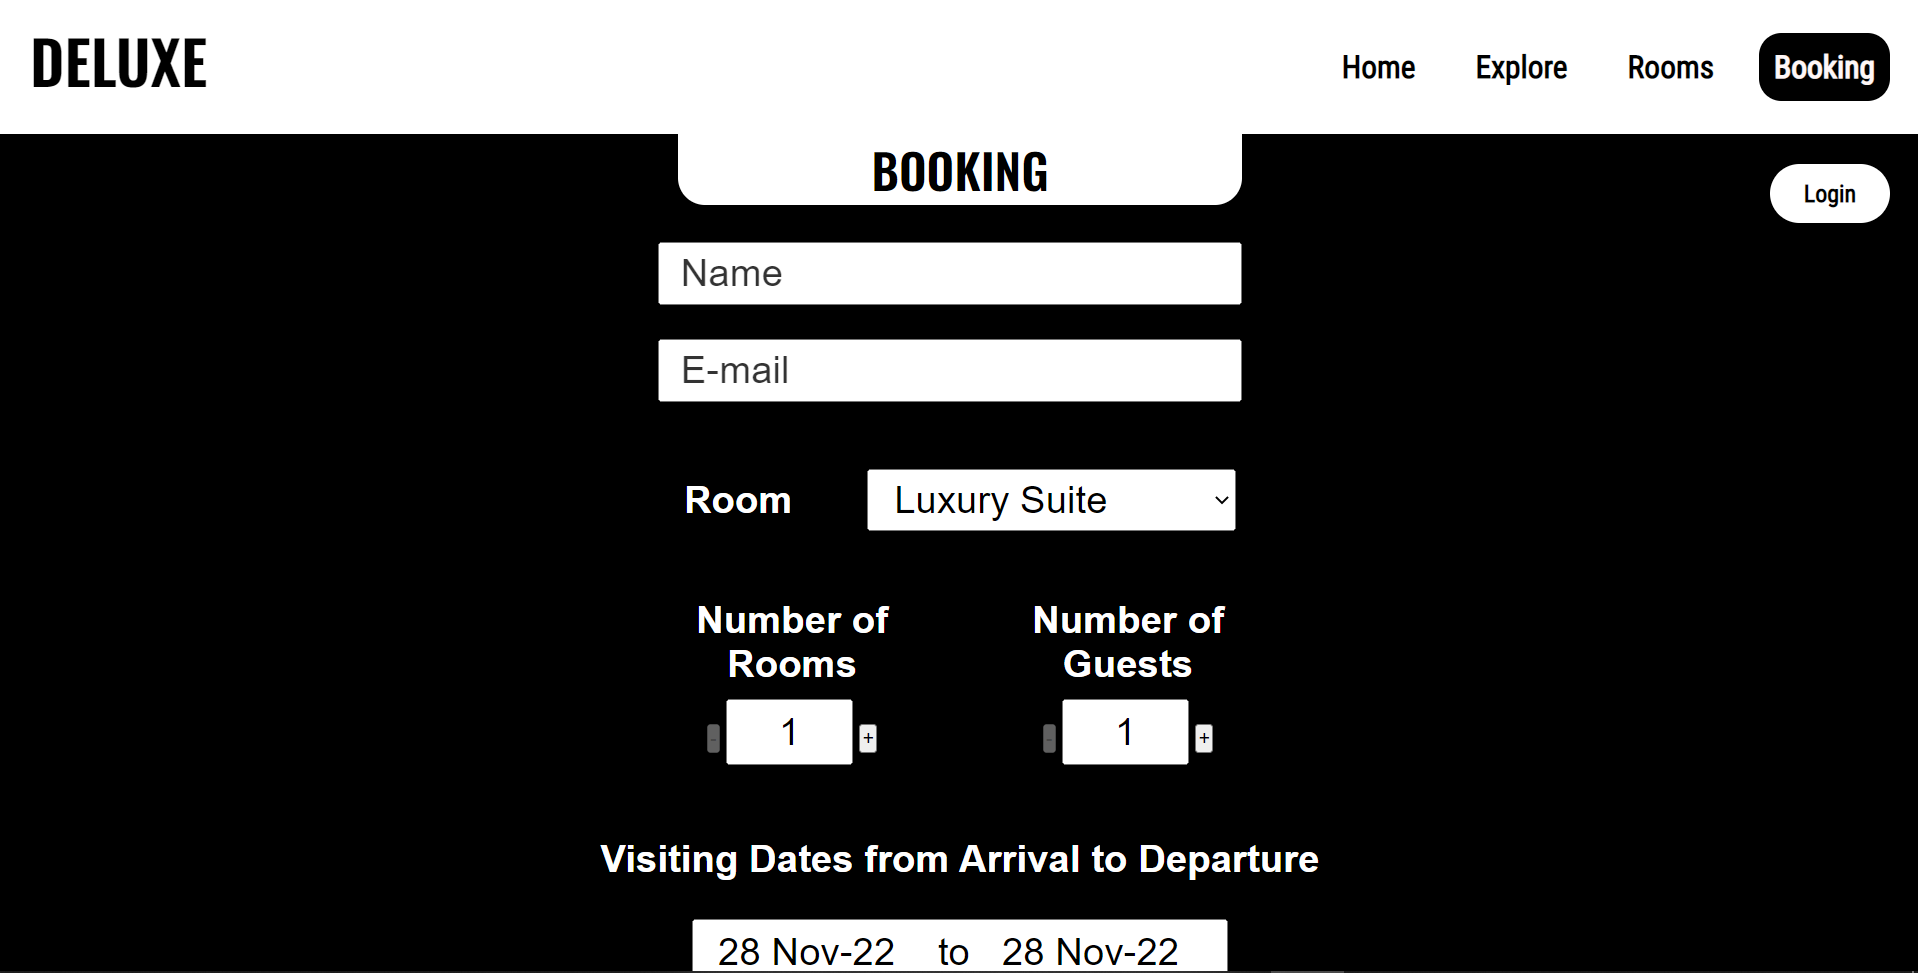 DELUXE
Home Explore Rooms Booking
BOOKING
Login
Name
E-mail
Room Luxury Suite
Number of Rooms
Number of Guests
- 1 +
- 1 +
Visiting Dates from Arrival to Departure
28 Nov-22 to 28 Nov-22